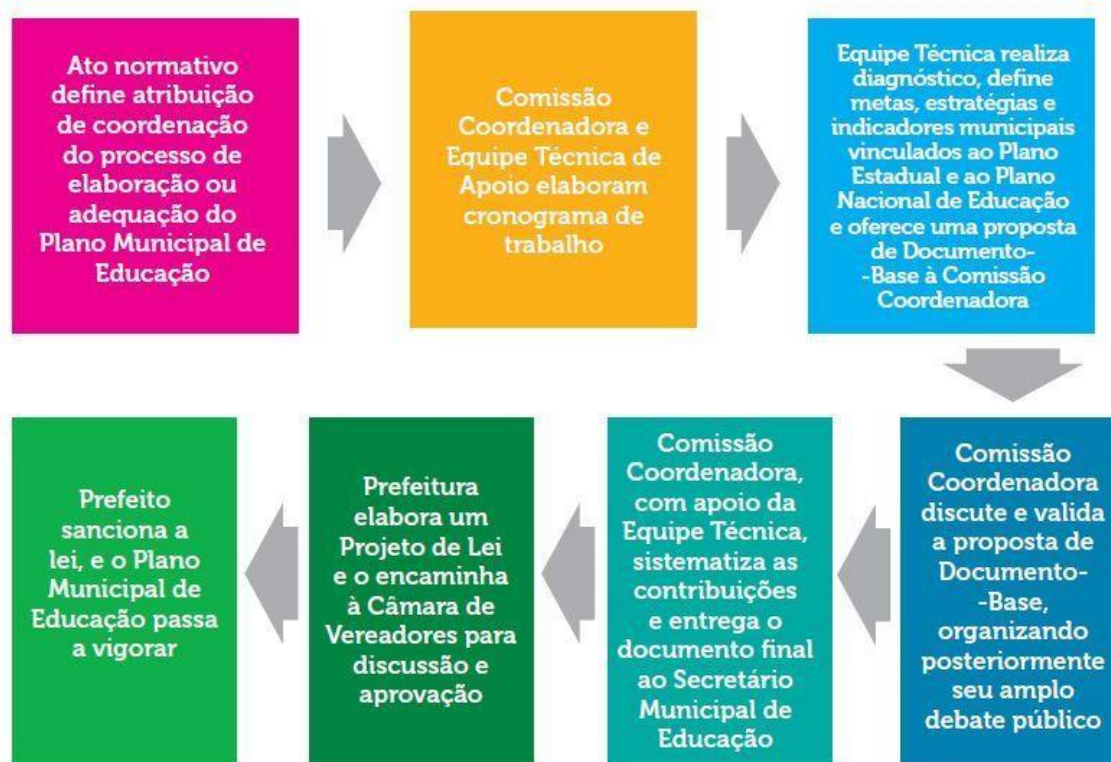 Ato normativo
define atribuição
de coordenação
do processo de
elaboração ou
adequação do
Plano Municipal de
Educação
Comissão
Coordenadora e
Equipe Técnica de
Apoio elaboram
cronograma de
trabalho
Equipe Técnica realiza
diagnóstico, define
metas, estratégias e
indicadores municipais
vinculados ao Plano
Estadual e ao Plano
Nacional de Educação
e oferece uma proposta
de Documento-
-Base à Comissão
Coordenadora
Comissão
Coordenadora
discute e valida
a proposta de
Documento-
-Base,
organizando
posteriormente
seu amplo
debate público
Comissão
Coordenadora,
com apoio da
Equipe Técnica,
sistematiza as
contribuições
e entrega o
documento final
ao Secretário
Municipal de
Educação
Prefeitura
elabora um
Projeto de Lei
e o encaminha
à Câmara de
Vereadores para
discussão e
aprovação
Prefeito
sanciona a
lei, e o Plano
Municipal de
Educação passa
a vigorar